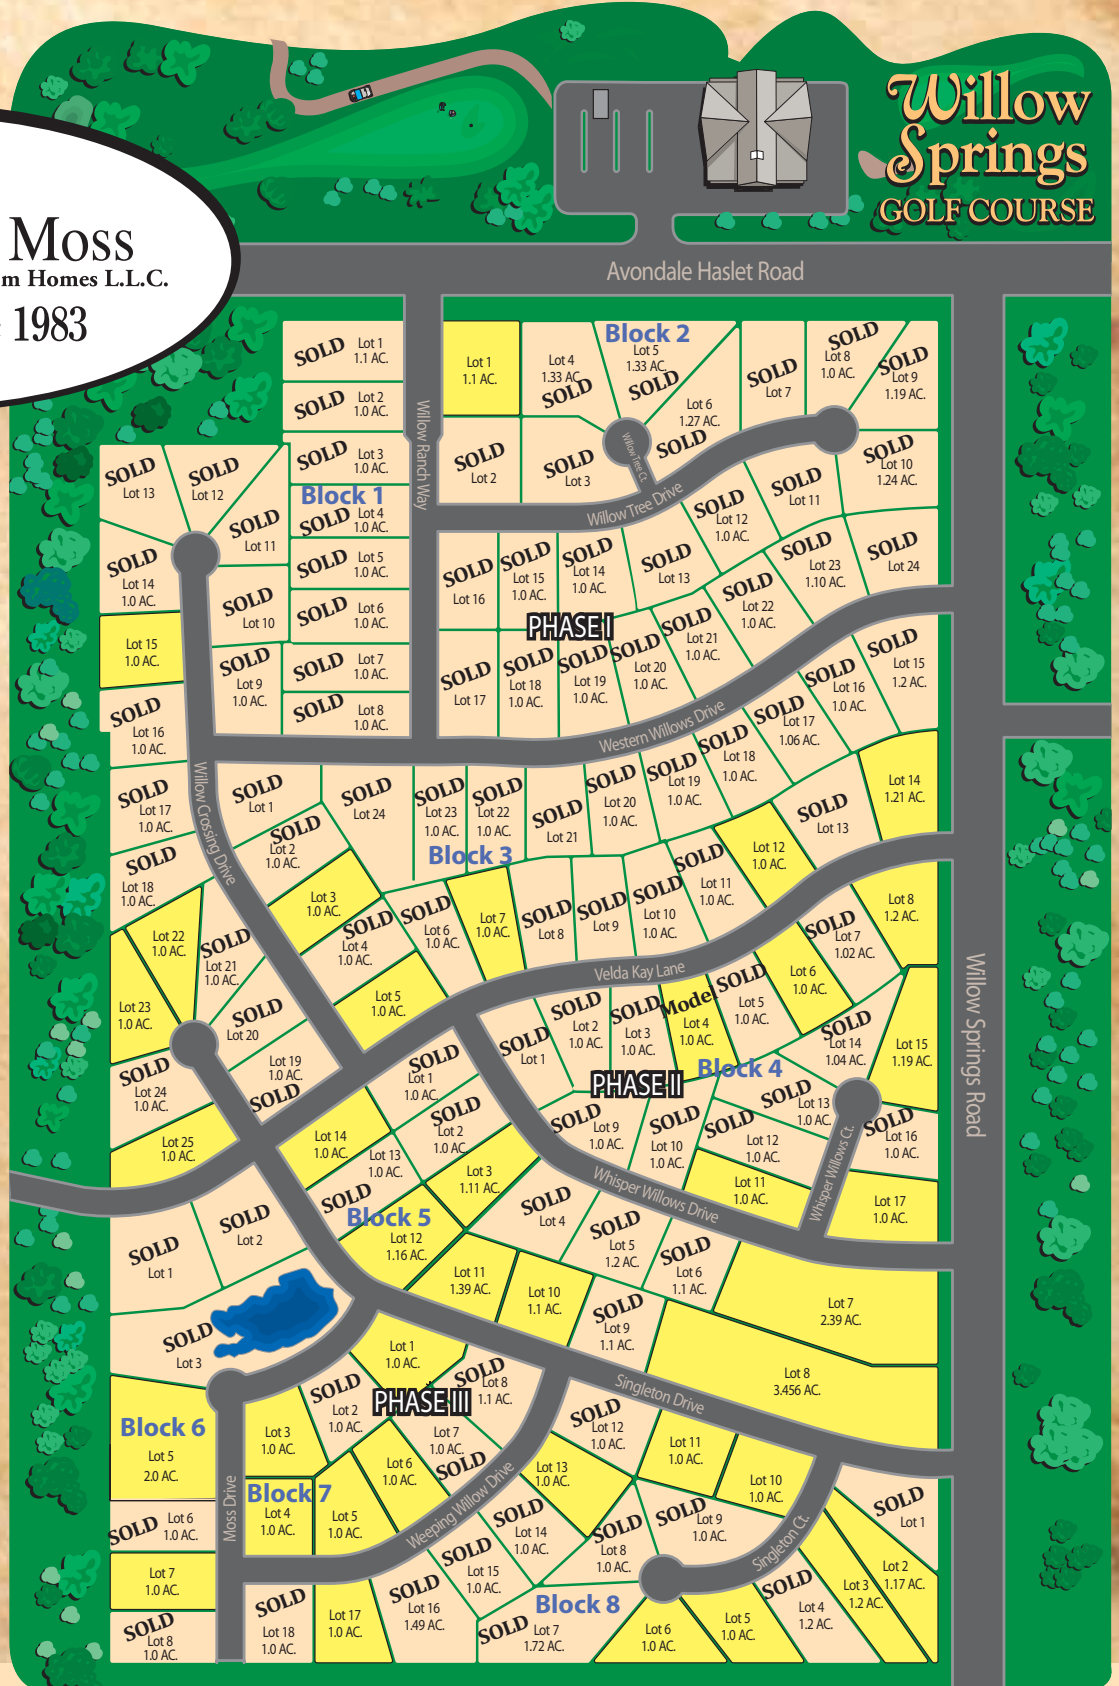 Willow
Springs
GOLF COURSE
Moss
m Homes L.L.C.
1983
Avondale Haslet Road
Willow Ranch Way
Block 2
SOLD Lot 1
1.1 AC.
SOLD Lot 2
1.0 AC.
SOLD Lot 3
1.0 AC.
Block 1
SOLD Lot 4
1.0 AC.
SOLD Lot 5
1.0 AC.
SOLD Lot 6
1.0 AC.
SOLD Lot 7
1.0 AC.
SOLD Lot 8
1.0 AC.
SOLD
Lot 9
1.0 AC.
SOLD
Lot 10
SOLD
Lot 11
SOLD
Lot 12
SOLD
Lot 13
SOLD
Lot 14
1.0 AC.
Lot 15
1.0 AC.
SOLD
Lot 16
1.0 AC.
SOLD
Lot 17
1.0 AC.
SOLD
Lot 18
1.0 AC.
Lot 22
1.0 AC.
SOLD
Lot 21
1.0 AC.
Lot 23
1.0 AC.
SOLD
Lot 20
Lot 19
1.0 AC.
SOLD
SOLD
Lot 24
1.0 AC.
Lot 25
1.0 AC.
Willow Crossing Drive
Lot 1
1.1 AC.
SOLD
Lot 2
SOLD
Lot 3
Lot 4
1.33 AC.
SOLD
Lot 5
1.33 AC.
SOLD
Lot 6
1.27 AC.
SOLD
SOLD
Lot 7
SOLD
Lot 8
1.0 AC.
SOLD
Lot 9
1.19 AC.
SOLD
Lot 10
1.24 AC.
SOLD
Lot 11
SOLD
Lot 12
1.0 AC.
SOLD
Lot 13
SOLD
Lot 14
1.0 AC.
SOLD
Lot 15
1.0 AC.
SOLD
Lot 16
Willow Tree Ct.
Willow Tree Drive
PHASE I
SOLD
Lot 17
SOLD
Lot 18
1.0 AC.
SOLD
Lot 19
1.0 AC.
SOLD
Lot 20
1.0 AC.
SOLD
Lot 21
1.0 AC.
SOLD
Lot 22
1.0 AC.
SOLD
Lot 23
1.10 AC.
SOLD
Lot 24
Western Willows Drive
SOLD
Lot 1
SOLD
Lot 2
1.0 AC.
Lot 3
1.0 AC.
SOLD
Lot 4
1.0 AC.
Lot 5
1.0 AC.
SOLD
Lot 6
1.0 AC.
Lot 7
1.0 AC.
SOLD
Lot 8
SOLD
Lot 9
SOLD
Lot 10
1.0 AC.
SOLD
Lot 11
1.0 AC.
Lot 12
1.0 AC.
SOLD
Lot 13
Lot 14
1.21 AC.
SOLD
Lot 15
1.2 AC.
SOLD
Lot 16
1.0 AC.
SOLD
Lot 17
1.06 AC.
SOLD
Lot 18
1.0 AC.
SOLD
Lot 19
1.0 AC.
SOLD
Lot 20
1.0 AC.
SOLD
Lot 21
SOLD
Lot 22
1.0 AC.
SOLD
Lot 23
1.0 AC.
SOLD
Lot 24
Block 3
Velda Kay Lane
Willow Springs Road
SOLD
Lot 1
SOLD
Lot 2
1.0 AC.
SOLD
Lot 3
1.0 AC.
Model
Lot 4
1.0 AC.
SOLD
Lot 5
1.0 AC.
Lot 6
1.0 AC.
SOLD
Lot 7
1.02 AC.
Lot 8
1.2 AC.
PHASE II
Block 4
SOLD
Lot 9
1.0 AC.
SOLD
Lot 10
1.0 AC.
Lot 11
1.0 AC.
SOLD
Lot 12
1.0 AC.
SOLD
Lot 13
1.0 AC.
SOLD
Lot 14
1.04 AC.
Lot 15
1.19 AC.
SOLD
Lot 16
1.0 AC.
Lot 17
1.0 AC.
Whisper Willows Ct.
Whisper Willows Drive
SOLD
Lot 1
1.0 AC.
SOLD
Lot 2
1.0 AC.
Lot 3
1.11 AC.
SOLD
Lot 4
SOLD
Lot 5
1.2 AC.
SOLD
Lot 6
1.1 AC.
Lot 7
2.39 AC.
Lot 8
3.456 AC.
SOLD
Lot 9
1.1 AC.
Lot 10
1.1 AC.
Lot 11
1.39 AC.
Block 5
Lot 12
1.16 AC.
Lot 13
1.0 AC.
SOLD
Lot 14
1.0 AC.
Singleton Drive
SOLD
Lot 1
SOLD
Lot 2
SOLD
Lot 3
Block 6
Lot 5
2.0 AC.
SOLD Lot 6
1.0 AC.
Lot 7
1.0 AC.
SOLD
Lot 8
1.0 AC.
Moss Drive
PHASE III
Lot 1
1.0 AC.
SOLD
Lot 2
1.0 AC.
Lot 3
1.0 AC.
Block 7
Lot 4
1.0 AC.
Lot 5
1.0 AC.
Lot 6
1.0 AC.
Lot 7
1.0 AC.
SOLD
SOLD
Lot 8
1.1 AC.
Weeping Willow Drive
SOLD
Lot 1
Lot 2
1.17 AC.
Lot 3
1.2 AC.
SOLD
Lot 4
1.2 AC.
Lot 5
1.0 AC.
Lot 6
1.0 AC.
Block 8
SOLD Lot 7
1.72 AC.
SOLD
Lot 8
1.0 AC.
SOLD
Lot 9
1.0 AC.
Lot 10
1.0 AC.
Lot 11
1.0 AC.
SOLD
Lot 12
1.0 AC.
Lot 13
1.0 AC.
SOLD
Lot 14
1.0 AC.
SOLD
Lot 15
1.0 AC.
SOLD
Lot 16
1.49 AC.
Lot 17
1.0 AC.
SOLD
Lot 18
1.0 AC.
Singleton Ct.